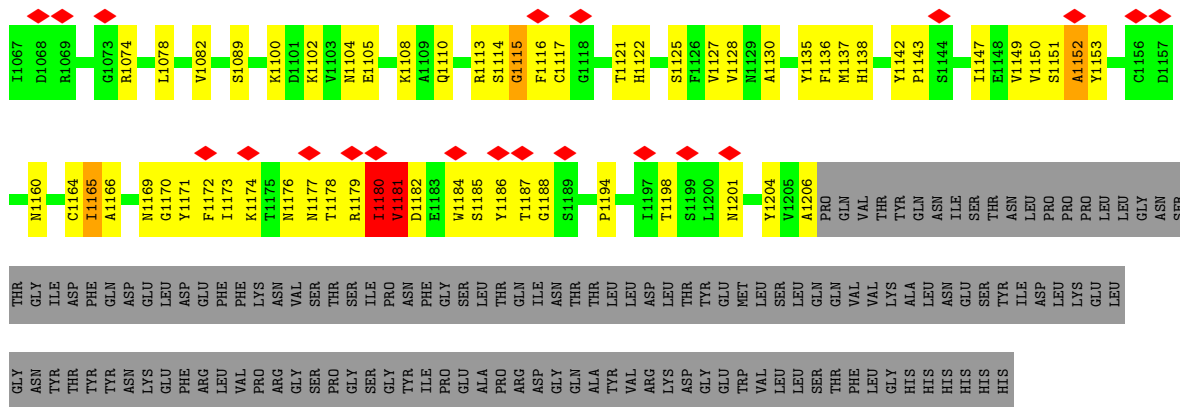 I1067 D1068 R1069 G1073 R1074 L1078 V1082 S1089 K1100 D1101 K1102 V1103 N1104 E1105 K1108 A1109 Q1110 R1113 S1114 G1115 F1116 C1117 G1118 T1121 H1122 S1125 F1126 V1127 V1128 N1129 A1130 Y1135 F1136 M1137 H1138 Y1142 P1143 S1144 T1147 E1148 V1149 V1150 S1151 A1152 Y1153 C1156 D1157
N1160 C1164 I1165 A1166 N1169 G1170 Y1171 F1172 I1173 K1174 T1175 N1176 N1177 T1178 R1179 I1180 V1181 D1182 E1183 W1184 S1185 Y1186 T1187 G1188 S1189 P1194 I1197 T1198 S1199 L1200 N1201 Y1204 V1205 A1206 PRO GLN VAL THR TYR GLN ASN ILE SER THR ASN LEU PRO PRO PRO LEU LEU GLY ASN SER
THR GLY ILE ASP PHE GLN ASP GLU LEU ASP GLU PHE PHE LYS ASN VAL SER THR SER ILE PRO ASN PHE GLY SER LEU THR GLN ILE ASN THR THR LEU LEU ASP LEU THR TYR GLU MET LEU SER LEU GLN GLN VAL VAL LYS ALA LEU ASN GLU SER TYR ILE ASP LEU LYS GLU LEU
GLY ASN TYR THR TYR TYR ASN LYS GLU PHE ARG LEU VAL PRO ARG GLY SER PRO GLY SER GLY TYR ILE PRO GLU ALA PRO ARG ASP GLY GLN ALA TYR VAL ARG LYS ASP GLY GLU TRP VAL LEU LEU SER THR PHE LEU GLY HIS HIS HIS HIS HIS HIS